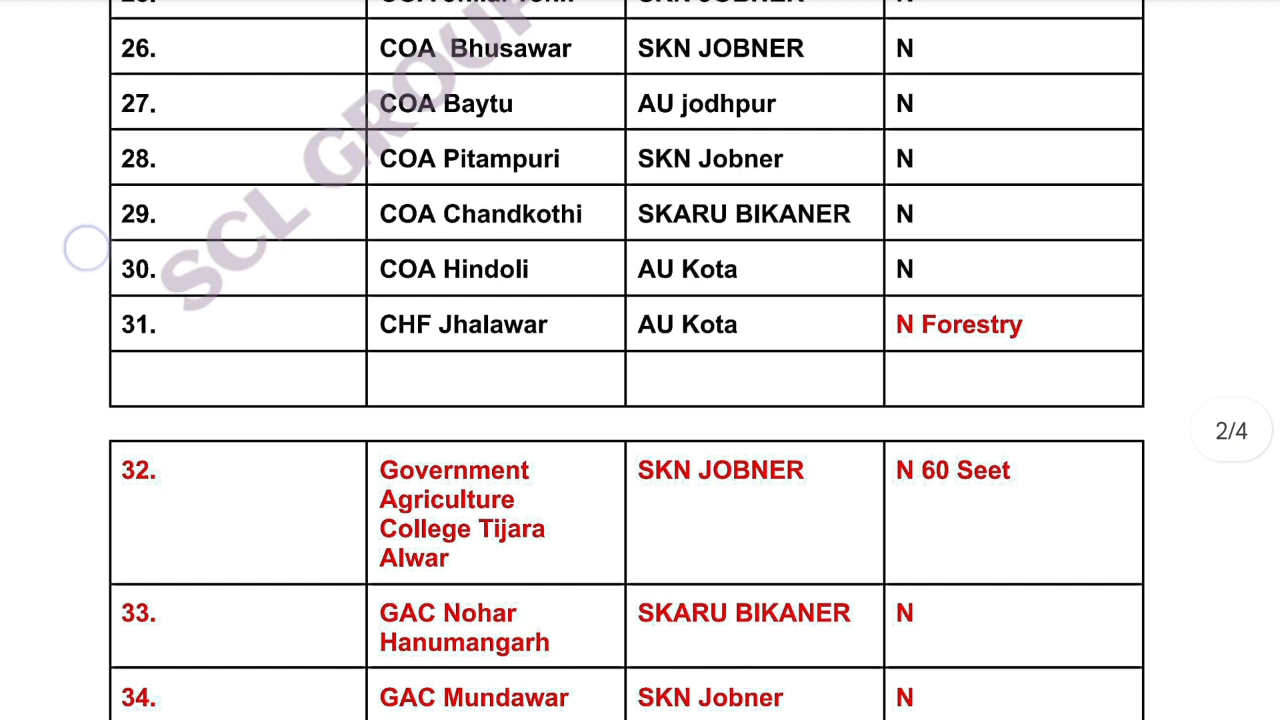 26. COA Bhusawar SKN JOBNER N
27. COA Baytu AU jodhpur N
28. COA Pitampuri SKN Jobner N
29. COA Chandkothi SKARU BIKANER N
30. COA Hindoli AU Kota N
31. CHF Jhalawar AU Kota N Forestry
2/4
32. Government SKN JOBNER N 60 Seet
Agriculture
College Tijara
Alwar
33. GAC Nohar SKARU BIKANER N
Hanumangarh
34. GAC Mundawar SKN Jobner N
SCL GROUP